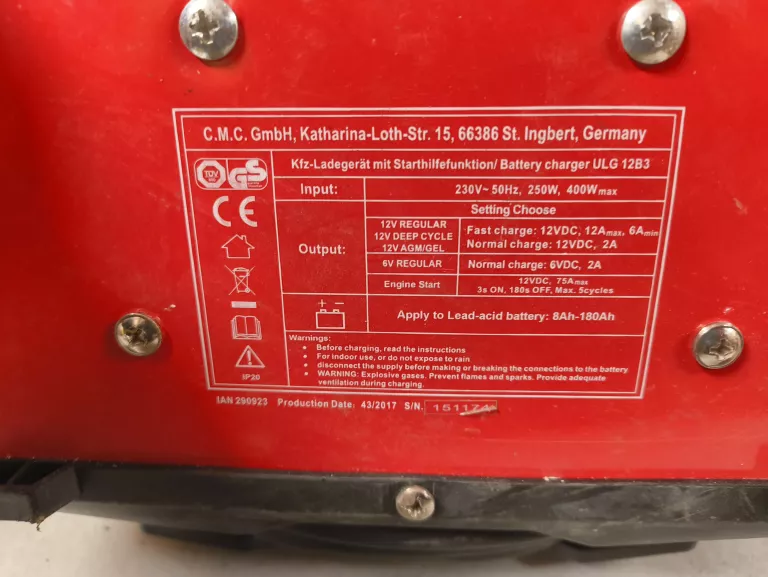 C.M.C. GmbH, Katharina-Loth-Str. 15, 66386 St. Ingbert, Germany
Kfz-Ladegerät mit Starthilfefunktion/ Battery charger ULG 12B3
Input: 230V~ 50Hz, 250W, 400Wmax
Setting Choose
Output:
12V REGULAR
12V DEEP CYCLE
12V AGM/GEL
Fast charge: 12VDC, 12Amax, 6Amin
Normal charge: 12VDC, 2A
6V REGULAR Normal charge: 6VDC, 2A
Engine Start
12VDC, 75Amax
3s ON, 180s OFF, Max. 5cycles
+ −
Apply to Lead-acid battery: 8Ah-180Ah
Warnings:
• Before charging, read the instructions
• For indoor use, or do not expose to rain
• disconnect the supply before making or breaking the connections to the battery
• WARNING: Explosive gases. Prevent flames and sparks. Provide adequate
ventilation during charging.
TÜV
GS
CE
IP20
IAN 290923 Production Date: 43/2017 S/N. 151174